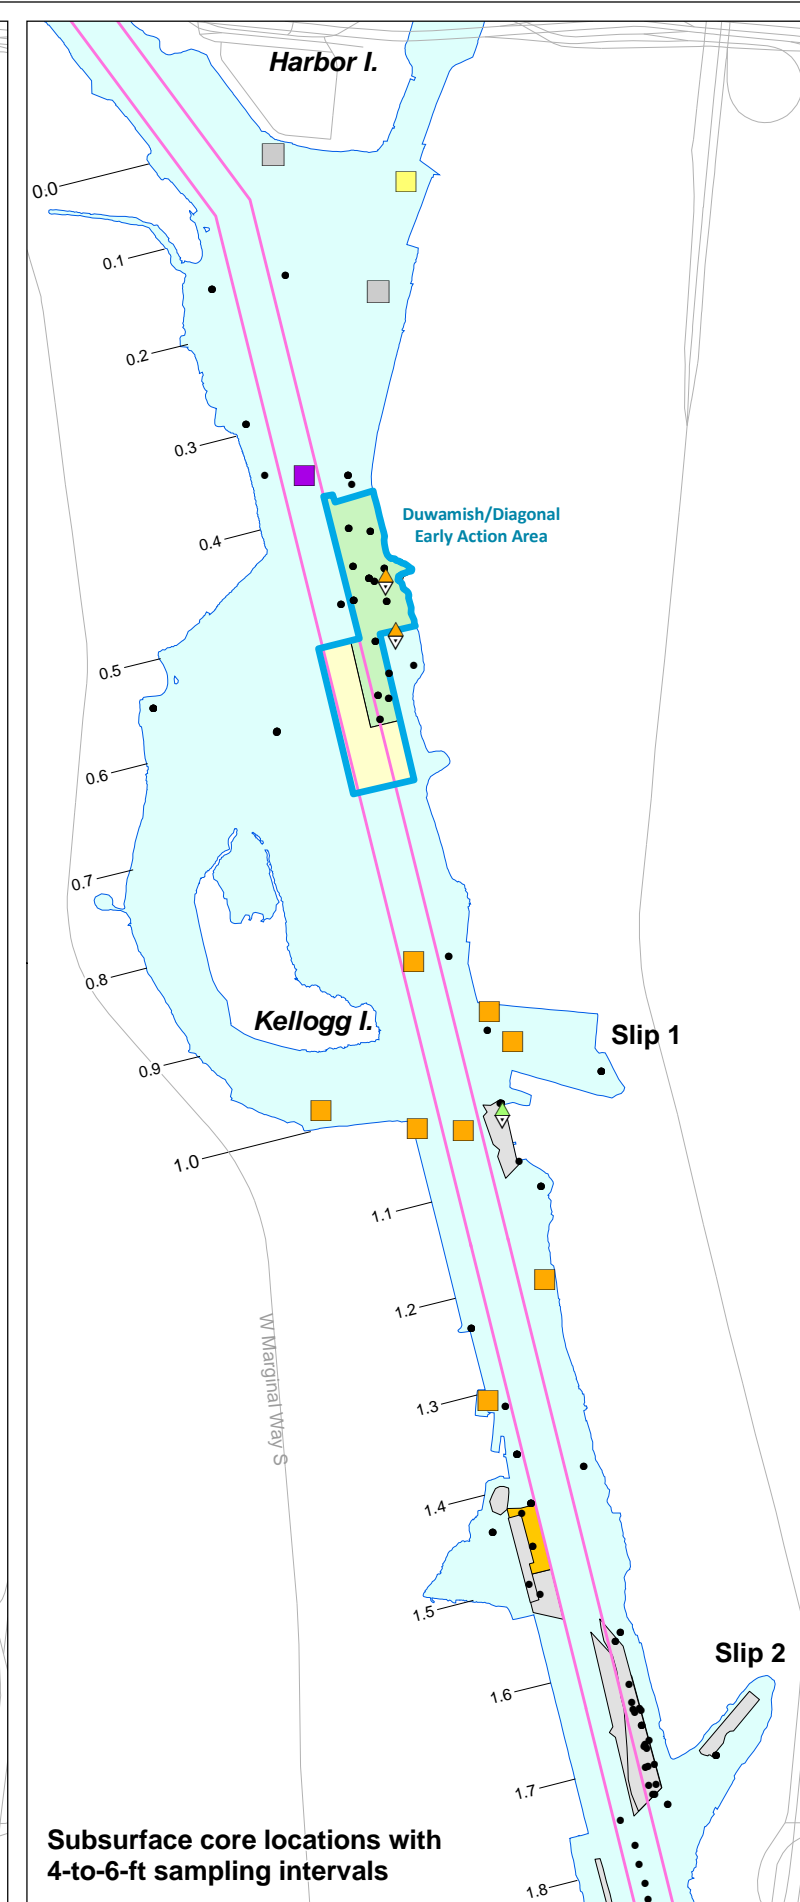 Harbor I.
0.0
0.1
0.2
0.3
0.4
Duwamish/Diagonal
Early Action Area
0.5
0.6
0.7
0.8
Kellogg I.
Slip 1
0.9
1.0
1.1
1.2
W Marginal Way S
1.3
1.4
1.5
Slip 2
1.6
1.7
Subsurface core locations with
4-to-6-ft sampling intervals
1.8